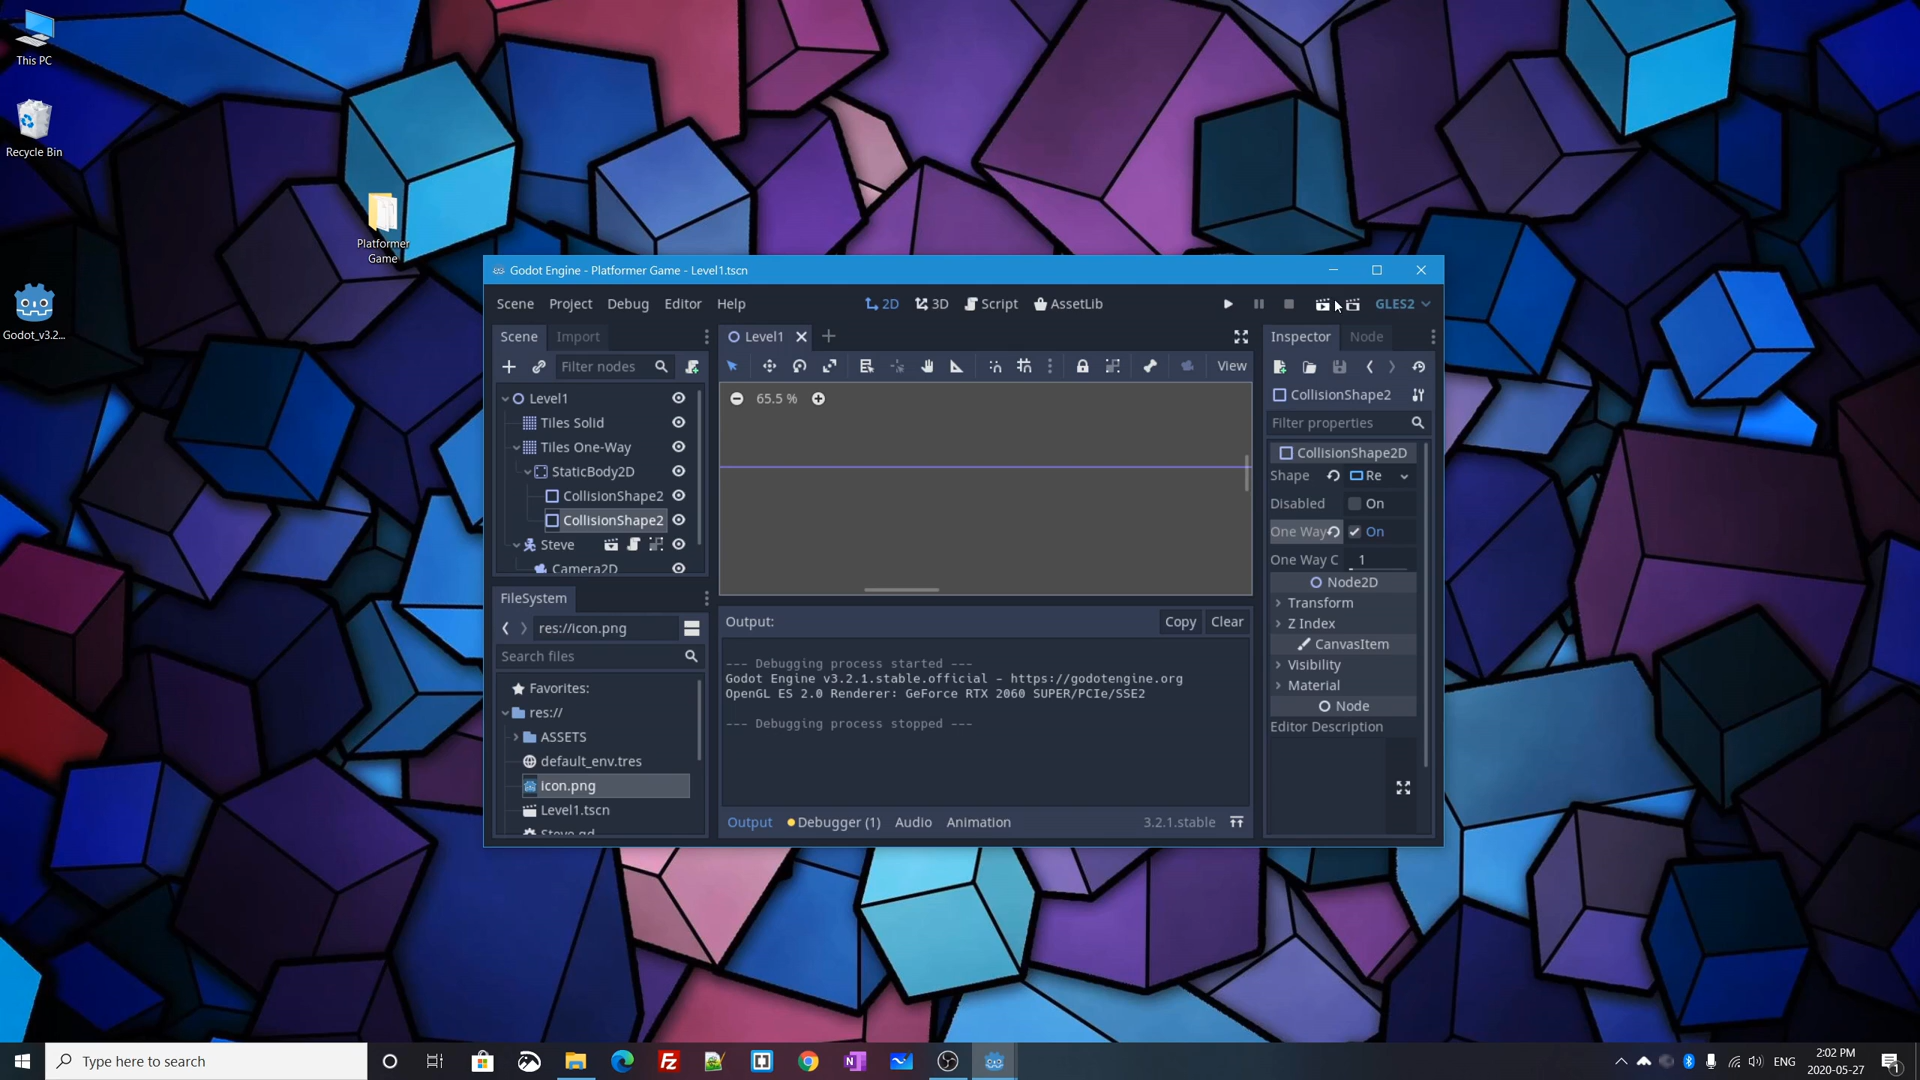 This PC
Recycle Bin
Platformer
Game
Godot_v3.2...
Godot Engine - Platformer Game - Level1.tscn
Scene Project Debug Editor Help
2D 3D Script AssetLib
GLES2
Scene Import
Level1
Inspector Node
Filter nodes
View
Level1
65.5 %
CollisionShape2
Tiles Solid
Filter properties
Tiles One-Way
CollisionShape2D
StaticBody2D
Shape Re
CollisionShape2
Disabled On
CollisionShape2
One Way On
Steve
One Way C 1
Camera2D
Node2D
FileSystem
Transform
Output: Copy Clear
Z Index
res://icon.png
CanvasItem
Search files
--- Debugging process started ---
Visibility
Godot Engine v3.2.1.stable.official - https://godotengine.org
Favorites:
Material
OpenGL ES 2.0 Renderer: GeForce RTX 2060 SUPER/PCIe/SSE2
res://
Node
--- Debugging process stopped ---
Editor Description
ASSETS
default_env.tres
icon.png
Level1.tscn
Output Debugger (1) Audio Animation 3.2.1.stable
Steve.gd
Type here to search
ENG
2:02 PM
2020-05-27
1